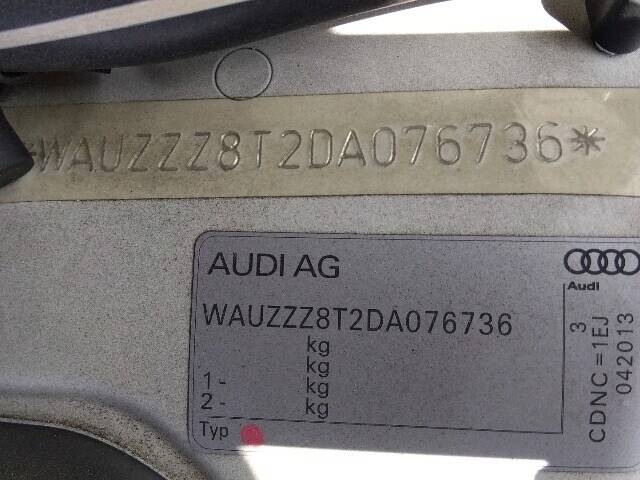 *WAUZZZ8T2DA076736*
AUDI AG
Audi
WAUZZZ8T2DA076736
kg
kg
1- kg
2- kg
Typ
3
CDNC=1EJ
042013